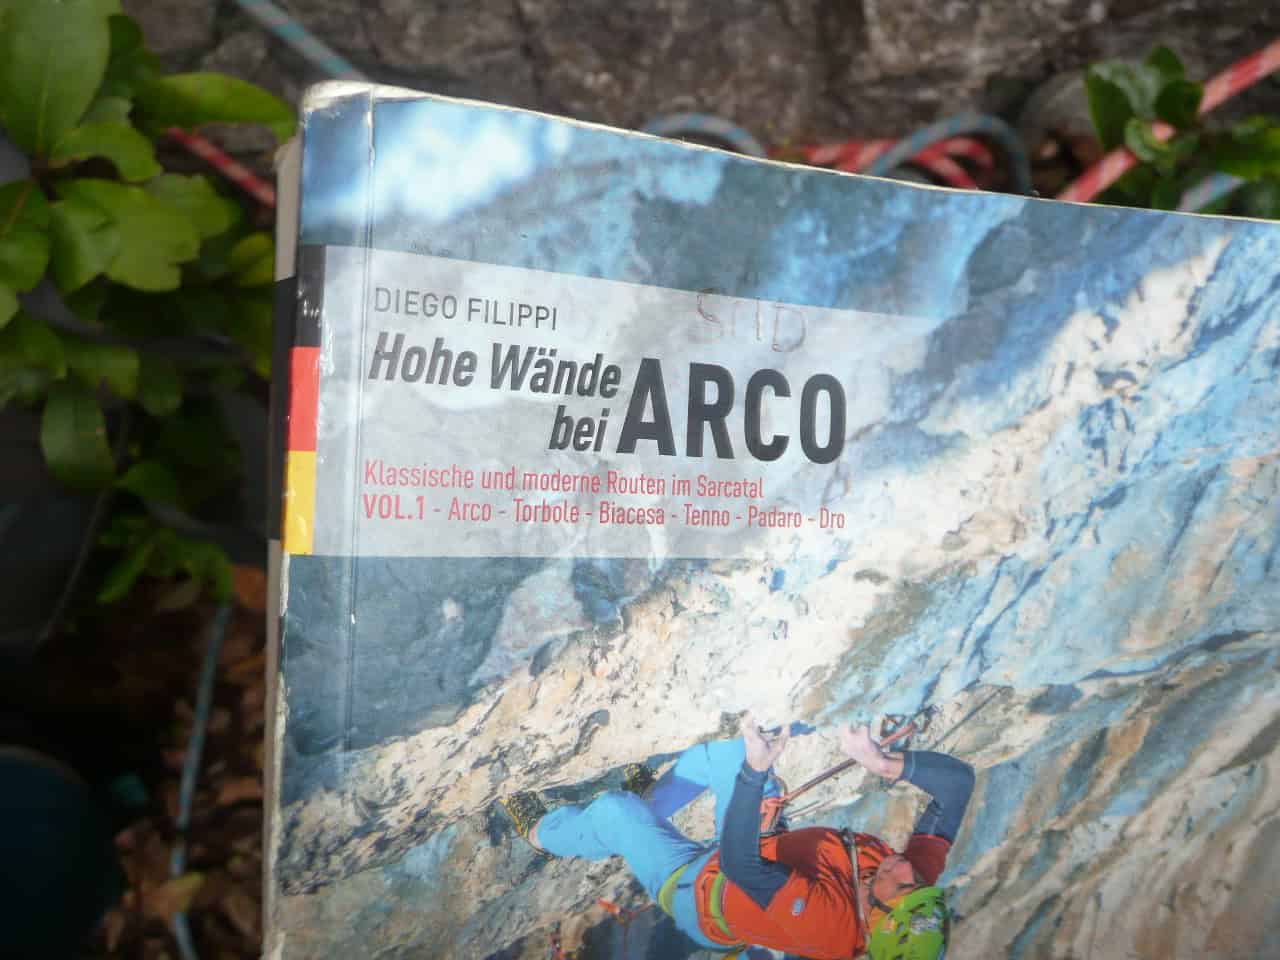 DIEGO FILIPPI
Hohe Wände
bei ARCO
Klassische und moderne Routen im Sarcatal
VOL.1 - Arco - Torbole - Biacesa - Tenno - Padaro - Dro